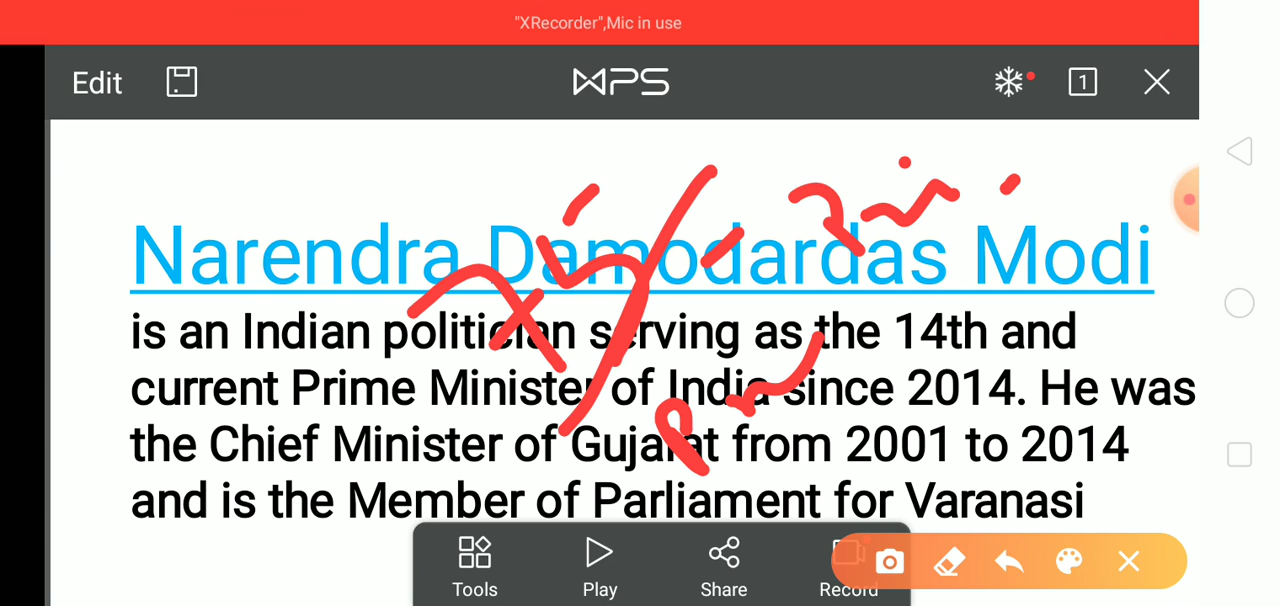 "XRecorder",Mic in use
Edit WPS 1
Narendra Damodardas Modi
is an Indian politician serving as the 14th and
current Prime Minister of India since 2014. He was
the Chief Minister of Gujarat from 2001 to 2014
and is the Member of Parliament for Varanasi
Tools Play Share Record